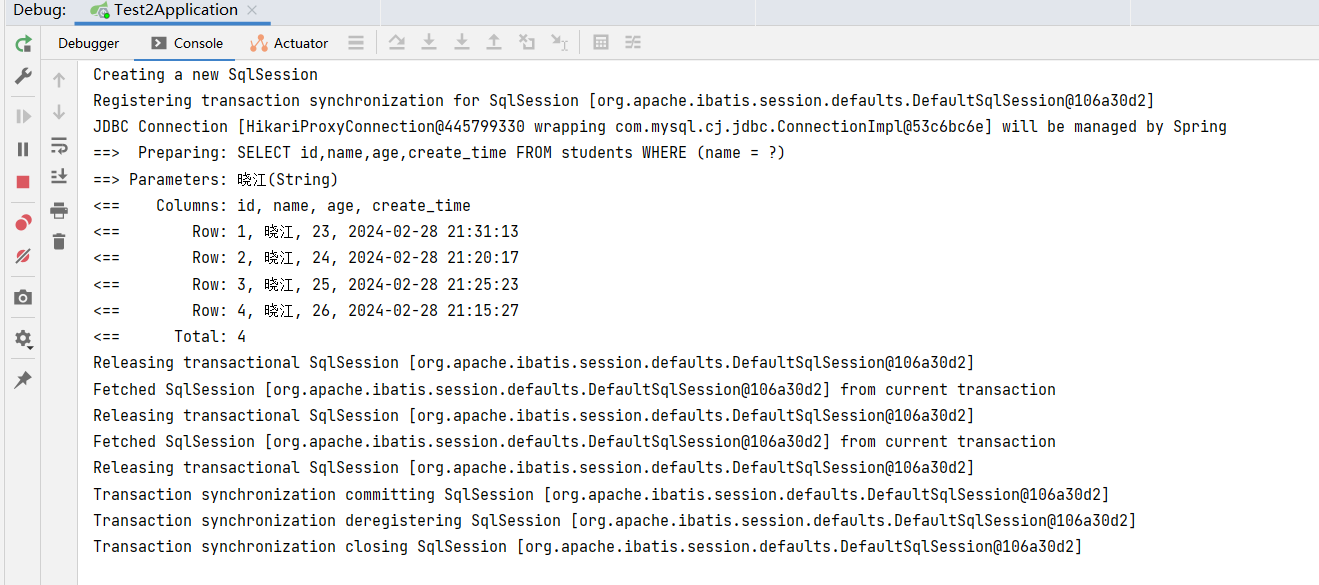 Debug: Test2Application
Debugger Console Actuator
Creating a new SqlSession
Registering transaction synchronization for SqlSession [org.apache.ibatis.session.defaults.DefaultSqlSession@106a30d2]
JDBC Connection [HikariProxyConnection@445799330 wrapping com.mysql.cj.jdbc.ConnectionImpl@53c6bc6e] will be managed by Spring
==>  Preparing: SELECT id,name,age,create_time FROM students WHERE (name = ?)
==> Parameters: 晓江(String)
<==    Columns: id, name, age, create_time
<==        Row: 1, 晓江, 23, 2024-02-28 21:31:13
<==        Row: 2, 晓江, 24, 2024-02-28 21:20:17
<==        Row: 3, 晓江, 25, 2024-02-28 21:25:23
<==        Row: 4, 晓江, 26, 2024-02-28 21:15:27
<==      Total: 4
Releasing transactional SqlSession [org.apache.ibatis.session.defaults.DefaultSqlSession@106a30d2]
Fetched SqlSession [org.apache.ibatis.session.defaults.DefaultSqlSession@106a30d2] from current transaction
Releasing transactional SqlSession [org.apache.ibatis.session.defaults.DefaultSqlSession@106a30d2]
Fetched SqlSession [org.apache.ibatis.session.defaults.DefaultSqlSession@106a30d2] from current transaction
Releasing transactional SqlSession [org.apache.ibatis.session.defaults.DefaultSqlSession@106a30d2]
Transaction synchronization committing SqlSession [org.apache.ibatis.session.defaults.DefaultSqlSession@106a30d2]
Transaction synchronization deregistering SqlSession [org.apache.ibatis.session.defaults.DefaultSqlSession@106a30d2]
Transaction synchronization closing SqlSession [org.apache.ibatis.session.defaults.DefaultSqlSession@106a30d2]